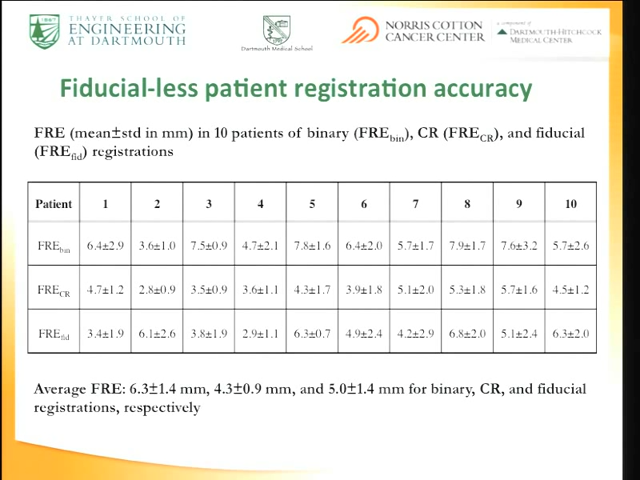 THAYER SCHOOL OF
ENGINEERING
AT DARTMOUTH
Dartmouth Medical School
NORRIS COTTON
CANCER CENTER
a component of
DARTMOUTH-HITCHCOCK
MEDICAL CENTER
Fiducial-less patient registration accuracy
FRE (mean±std in mm) in 10 patients of binary (FREbin), CR (FRECR), and fiducial
(FREfid) registrations
Patient 1 2 3 4 5 6 7 8 9 10
FREbin 6.4±2.9 3.6±1.0 7.5±0.9 4.7±2.1 7.8±1.6 6.4±2.0 5.7±1.7 7.9±1.7 7.6±3.2 5.7±2.6
FRECR 4.7±1.2 2.8±0.9 3.5±0.9 3.6±1.1 4.3±1.7 3.9±1.8 5.1±2.0 5.3±1.8 5.7±1.6 4.5±1.2
FREfid 3.4±1.9 6.1±2.6 3.8±1.9 2.9±1.1 6.3±0.7 4.9±2.4 4.2±2.9 6.8±2.0 5.1±2.4 6.3±2.0
Average FRE: 6.3±1.4 mm, 4.3±0.9 mm, and 5.0±1.4 mm for binary, CR, and fiducial
registrations, respectively